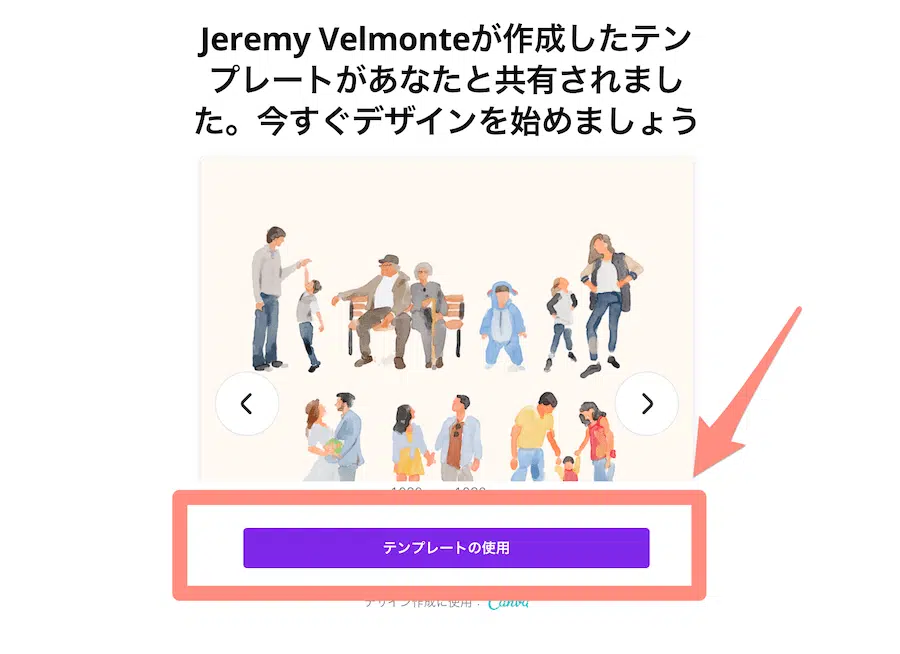 Jeremy Velmonteが作成したテン
プレートがあなたと共有されまし
た。今すぐデザインを始めましょう
テンプレートの使用
デザイン作成に使用： Canva